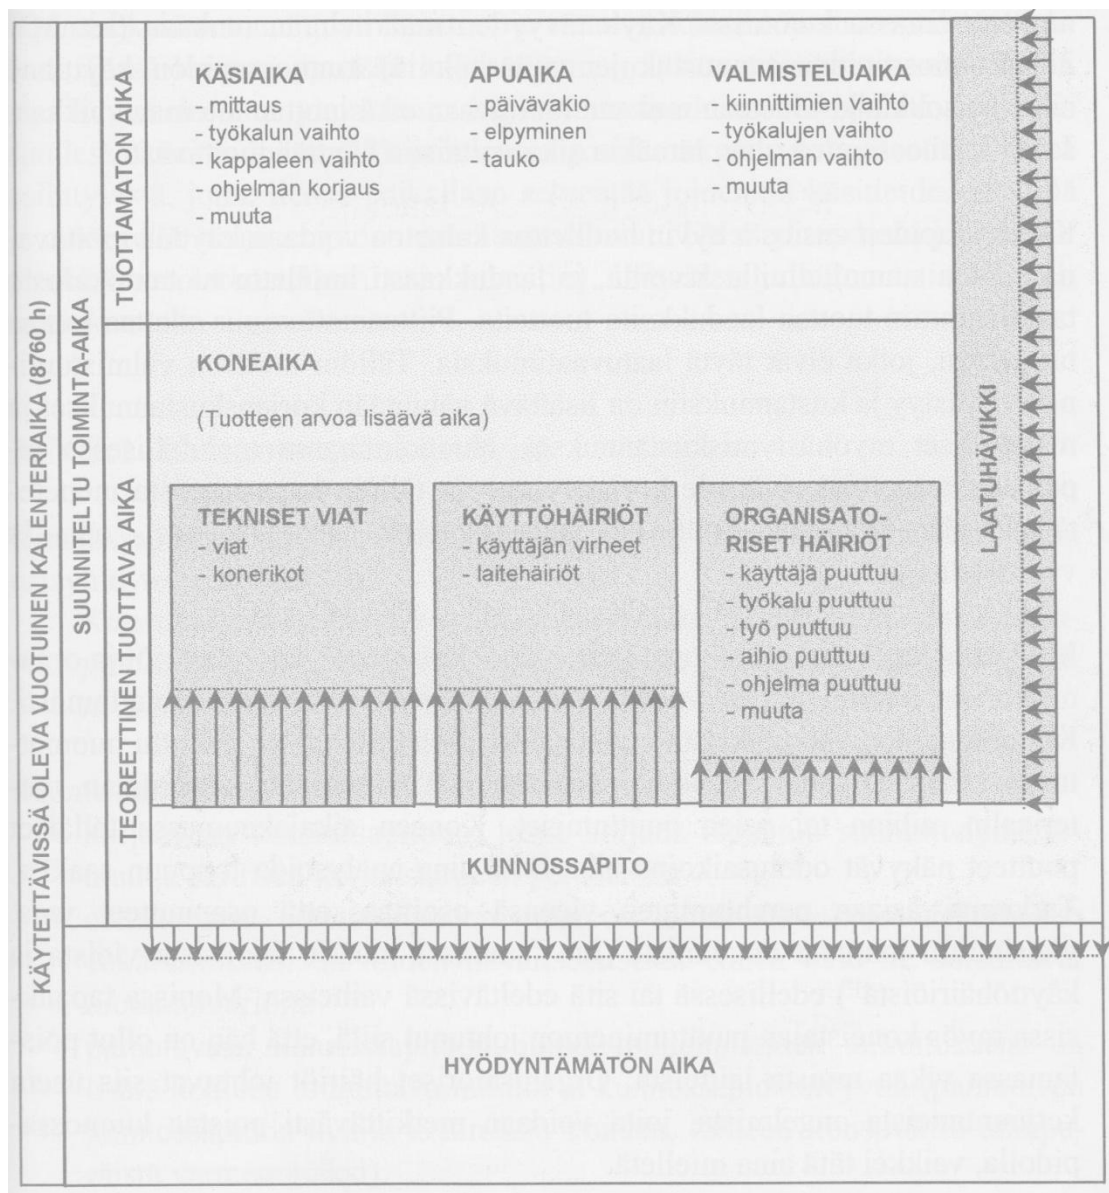 KÄYTETTÄVISSÄ OLEVA VUOTUINEN KALENTERIAIKA (8760 h)
SUUNNITELTU TOIMINTA-AIKA
TUOTTAMATON AIKA
KÄSIAIKA
- mittaus
- työkalun vaihto
- kappaleen vaihto
- ohjelman korjaus
- muuta
APUAIKA
- päivävakio
- elpyminen
- tauko
VALMISTELUAIKA
- kiinnittimien vaihto
- työkalujen vaihto
- ohjelman vaihto
- muuta
TEOREETTINEN TUOTTAVA AIKA
KONEAIKA
(Tuotteen arvoa lisäävä aika)
TEKNISET VIAT
- viat
- konerikot
KÄYTTÖHÄIRIÖT
- käyttäjän virheet
- laitehäiriöt
ORGANISATO-
RISET HÄIRIÖT
- käyttäjä puuttuu
- työkalu puuttuu
- työ puuttuu
- aihio puuttuu
- ohjelma puuttuu
- muuta
LAATUHÄVIKKI
KUNNOSSAPITO
HYÖDYNTÄMÄTÖN AIKA